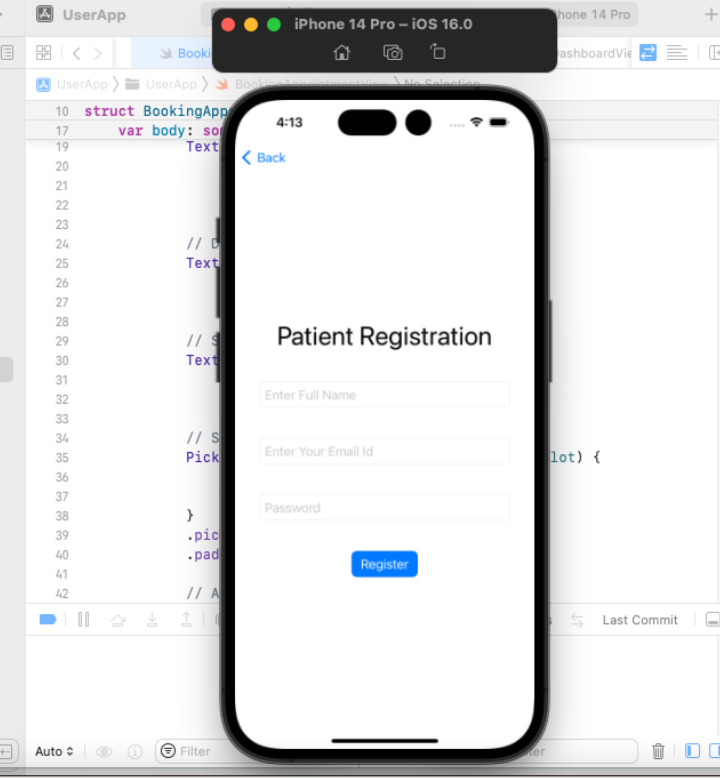 UserApp
iPhone 14 Pro – iOS 16.0
hone 14 Pro
Booki
ashboardVie
UserApp
UserApp
BookingAppointmentView
No Selection
10 struct BookingApp
17 var body: som
19 Text
20
21
22
23
24 // D
25 Text
26
27
28
29 // S
30 Text
31
32
33
34 // S
35 Pick lot) {
36
37
38 }
39 .pic
40 .pad
41
42 // A
4:13
Back
Patient Registration
Enter Full Name
Enter Your Email Id
Password
Register
s
Last Commit
Auto
Filter
er